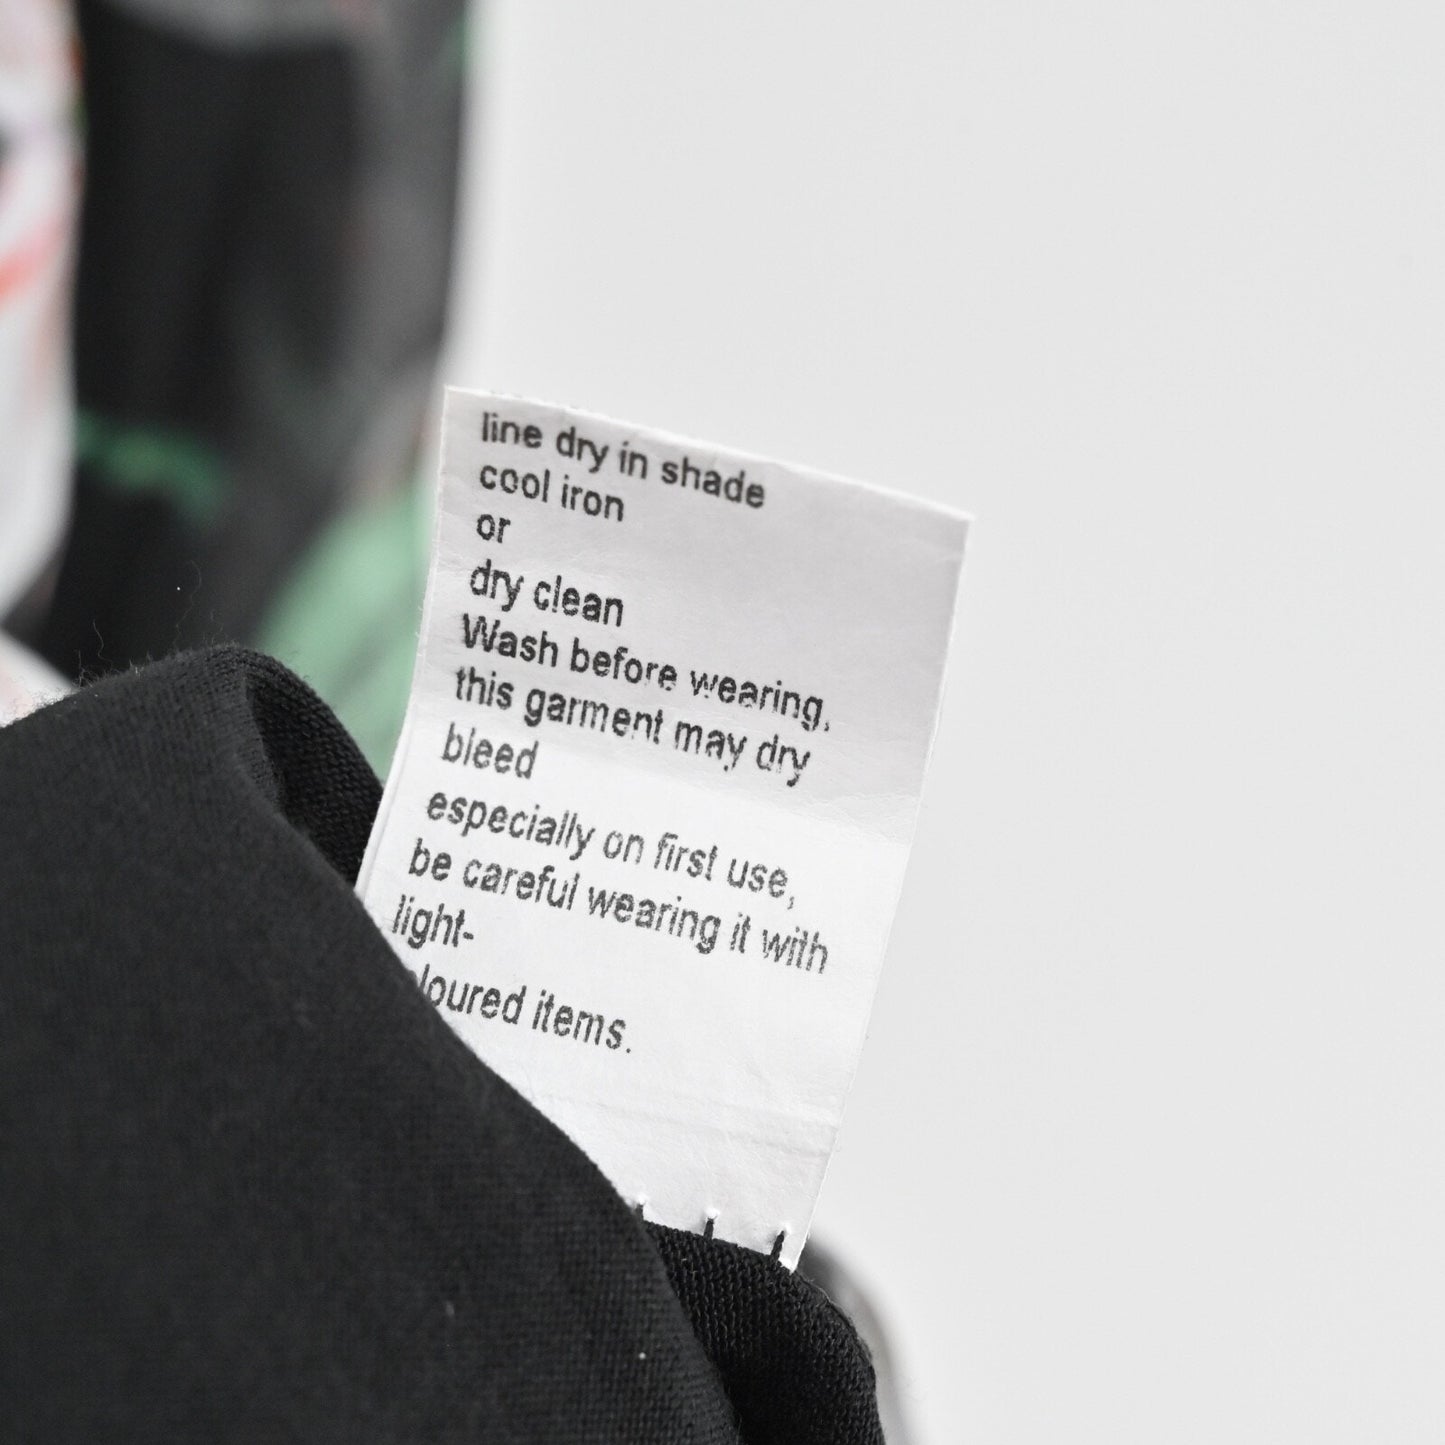 line dry in shade
cool iron
or
dry clean
Wash before wearing,
this garment may dry
bleed
especially on first use,
be careful wearing it with
light-
loured items.